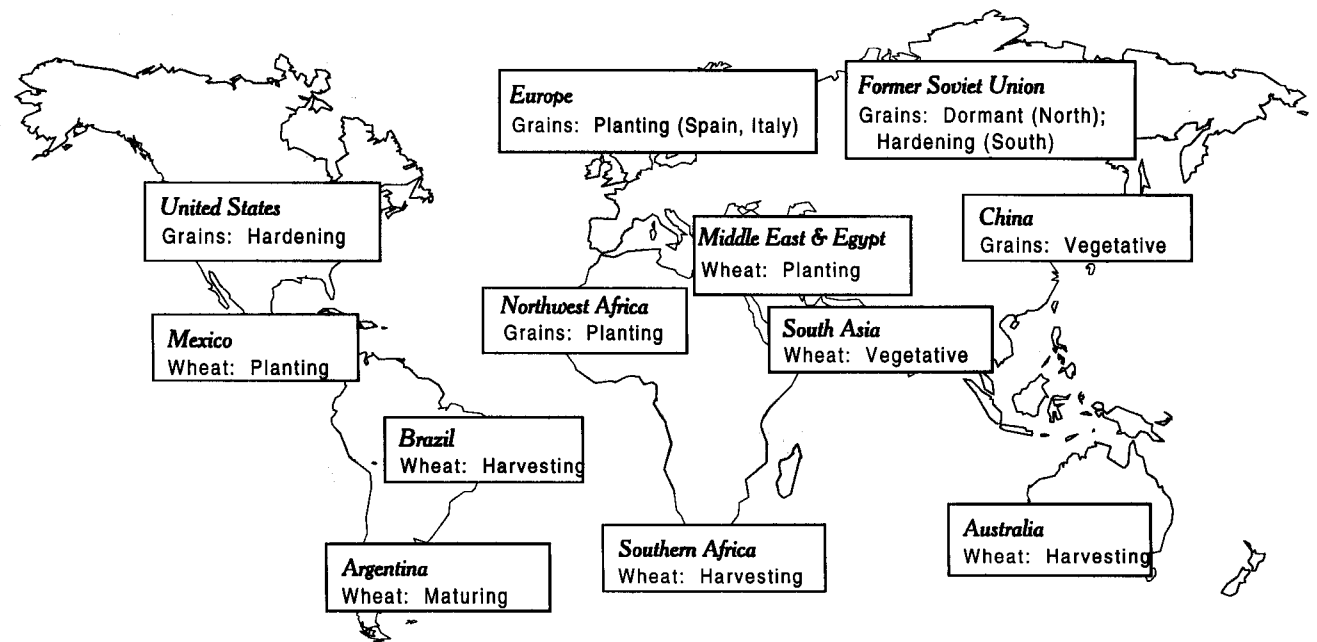 Europe
Grains: Planting (Spain, Italy)
Former Soviet Union
Grains: Dormant (North);
Hardening (South)
United States
Grains: Hardening
China
Grains: Vegetative
Middle East & Egypt
Wheat: Planting
Northwest Africa
Grains: Planting
South Asia
Wheat: Vegetative
Mexico
Wheat: Planting
Brazil
Wheat: Harvesting
Australia
Wheat: Harvesting
Southern Africa
Wheat: Harvesting
Argentina
Wheat: Maturing